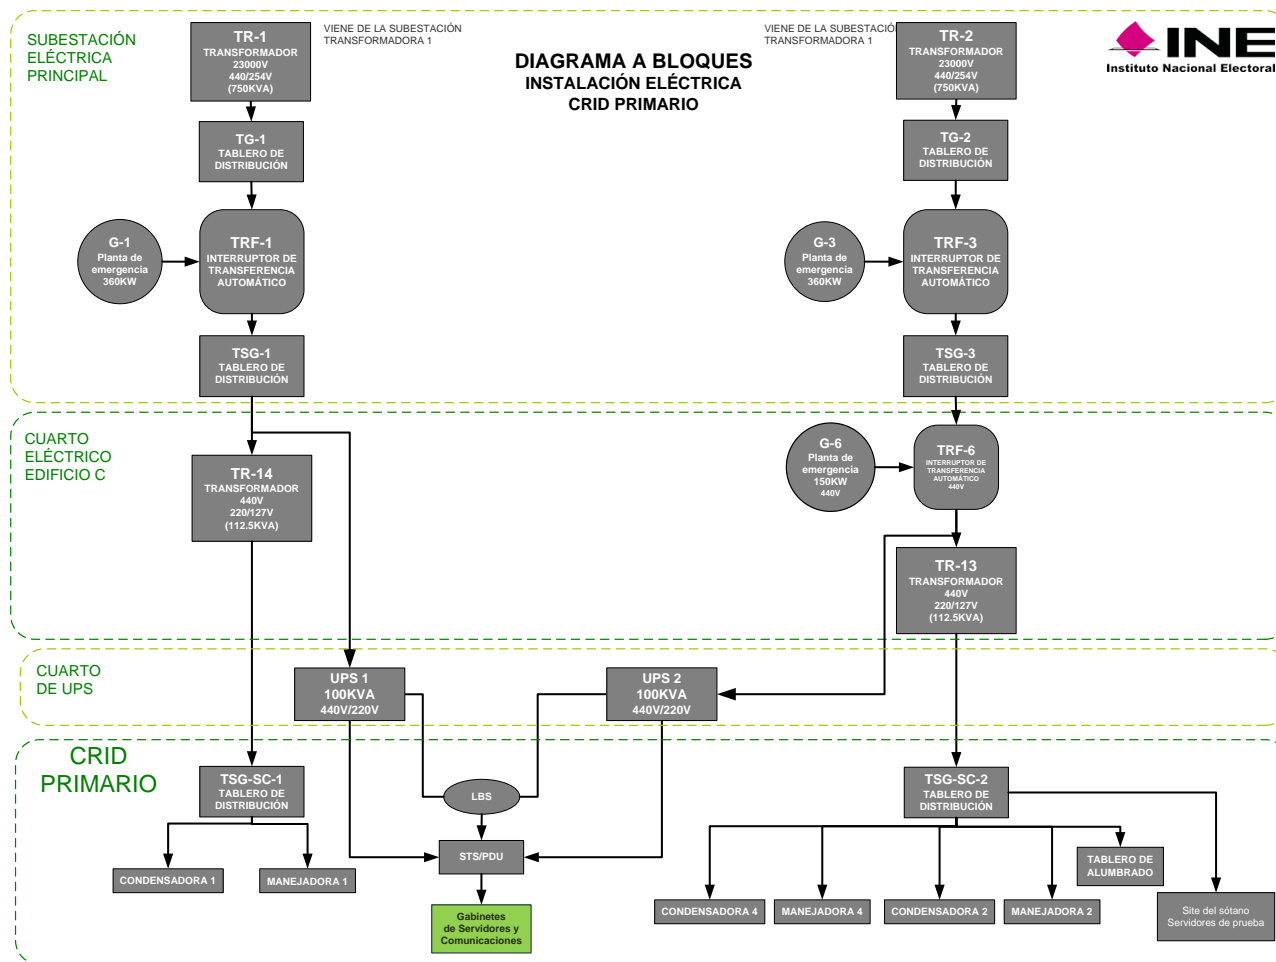 SUBESTACIÓN
ELÉCTRICA
PRINCIPAL
TR-1
TRANSFORMADOR
23000V
440/254V
(750KVA)
VIENE DE LA SUBESTACIÓN
TRANSFORMADORA 1
DIAGRAMA A BLOQUES
INSTALACIÓN ELÉCTRICA
CRID PRIMARIO
VIENE DE LA SUBESTACIÓN
TRANSFORMADORA 1
TR-2
TRANSFORMADOR
23000V
440/254V
(750KVA)
INE
Instituto Nacional Electoral
TG-1
TABLERO DE
DISTRIBUCIÓN
TG-2
TABLERO DE
DISTRIBUCIÓN
G-1
Planta de
emergencia
360KW
TRF-1
INTERRUPTOR DE
TRANSFERENCIA
AUTOMÁTICO
G-3
Planta de
emergencia
360KW
TRF-3
INTERRUPTOR DE
TRANSFERENCIA
AUTOMÁTICO
TSG-1
TABLERO DE
DISTRIBUCIÓN
TSG-3
TABLERO DE
DISTRIBUCIÓN
CUARTO
ELÉCTRICO
EDIFICIO C
TR-14
TRANSFORMADOR
440V
220/127V
(112.5KVA)
G-6
Planta de
emergencia
150KW
440V
TRF-6
INTERRUPTOR DE
TRANSFERENCIA
AUTOMÁTICO
440V
TR-13
TRANSFORMADOR
440V
220/127V
(112.5KVA)
CUARTO
DE UPS
UPS 1
100KVA
440V/220V
UPS 2
100KVA
440V/220V
CRID
PRIMARIO
TSG-SC-1
TABLERO DE
DISTRIBUCIÓN
LBS
TSG-SC-2
TABLERO DE
DISTRIBUCIÓN
STS/PDU
TABLERO DE
ALUMBRADO
CONDENSADORA 1
MANEJADORA 1
Gabinetes
de Servidores y
Comunicaciones
CONDENSADORA 4
MANEJADORA 4
CONDENSADORA 2
MANEJADORA 2
Site del sótano
Servidores de prueba